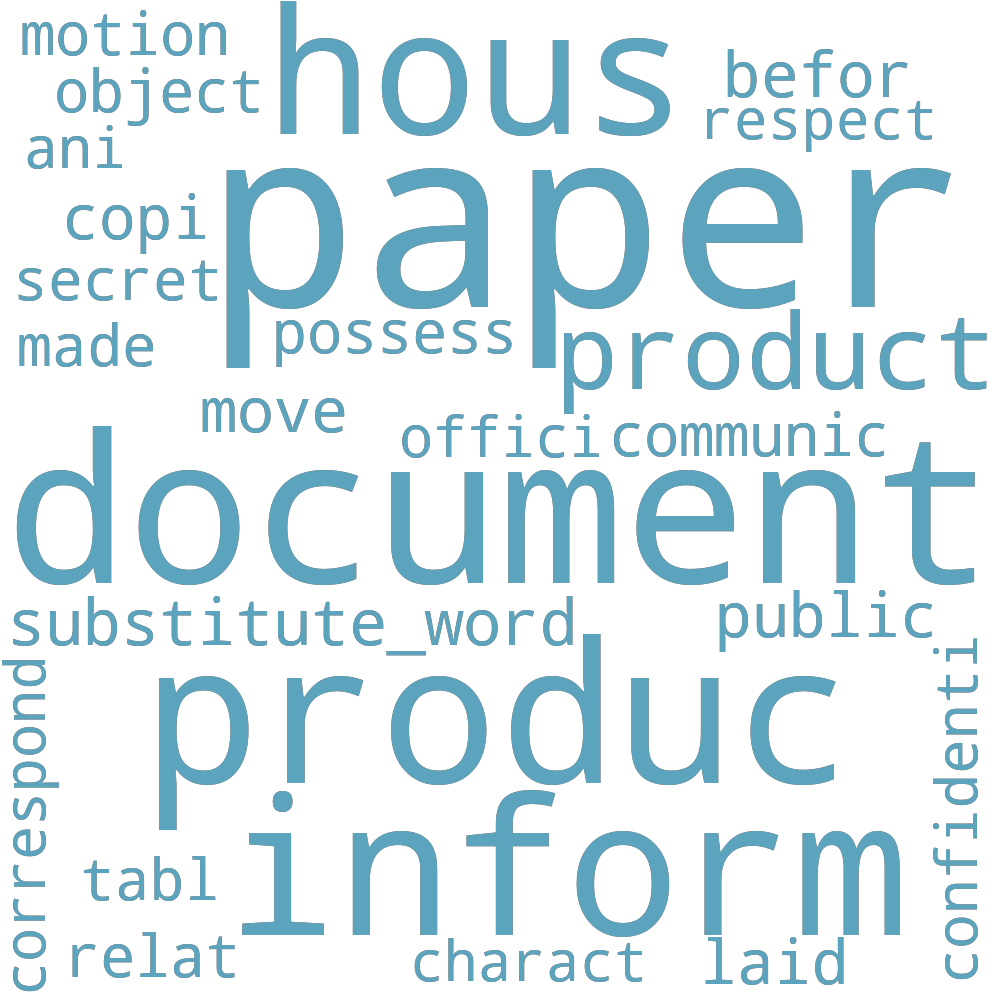 motion
hous
object
befor
respect
ani
paper
copi
secret
made
possess
product
move
offici
communic
document
substitute_word
public
correspond
produc
confidenti
inform
tabl
relat
charact
laid